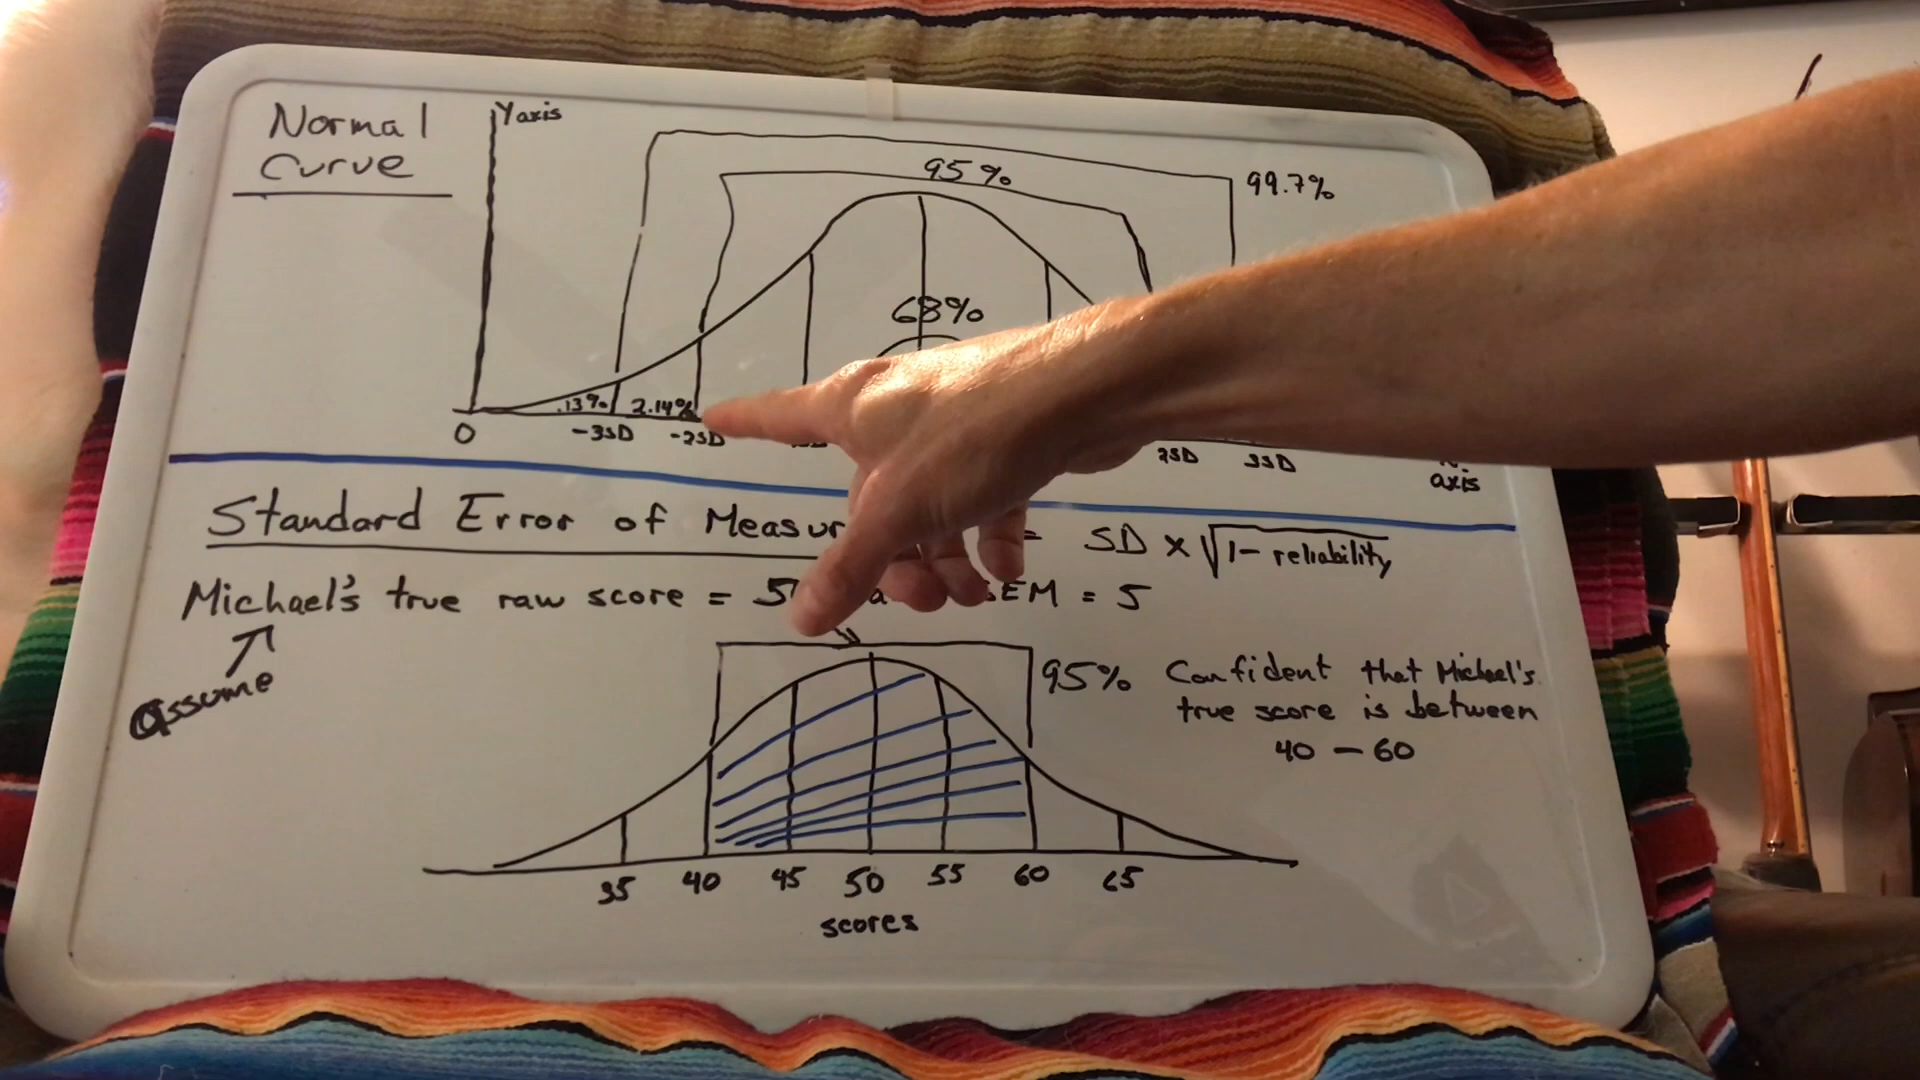 Normal
Curve
Y axis
95%
99.7%
68%
.13% 2.14%
0 -3SD -2SD 2SD 3SD
axis
Standard Error of = SD × √1- reliability
Michael's true raw score = SEM = 5
Assume
95% Confident that Michael's
true score is between
40 — 60
35 40 45 50 55 60 65
scores